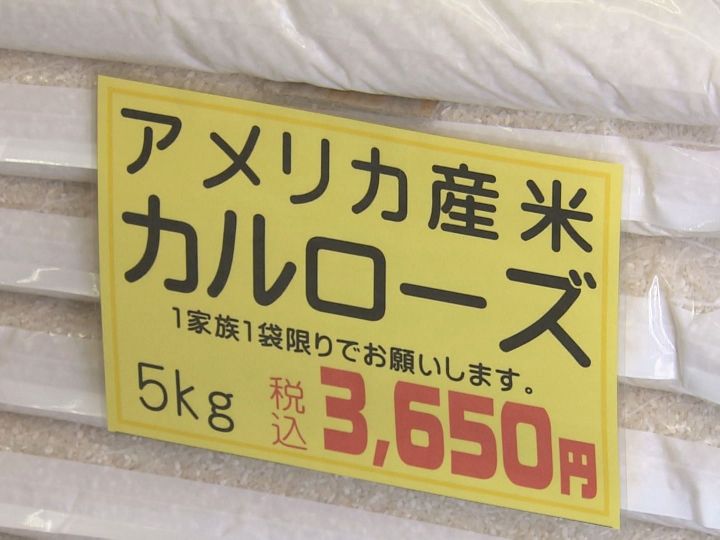 アメリカ産米
カルローズ
1家族1袋限りでお願いします。
5kg 税込 3,650円